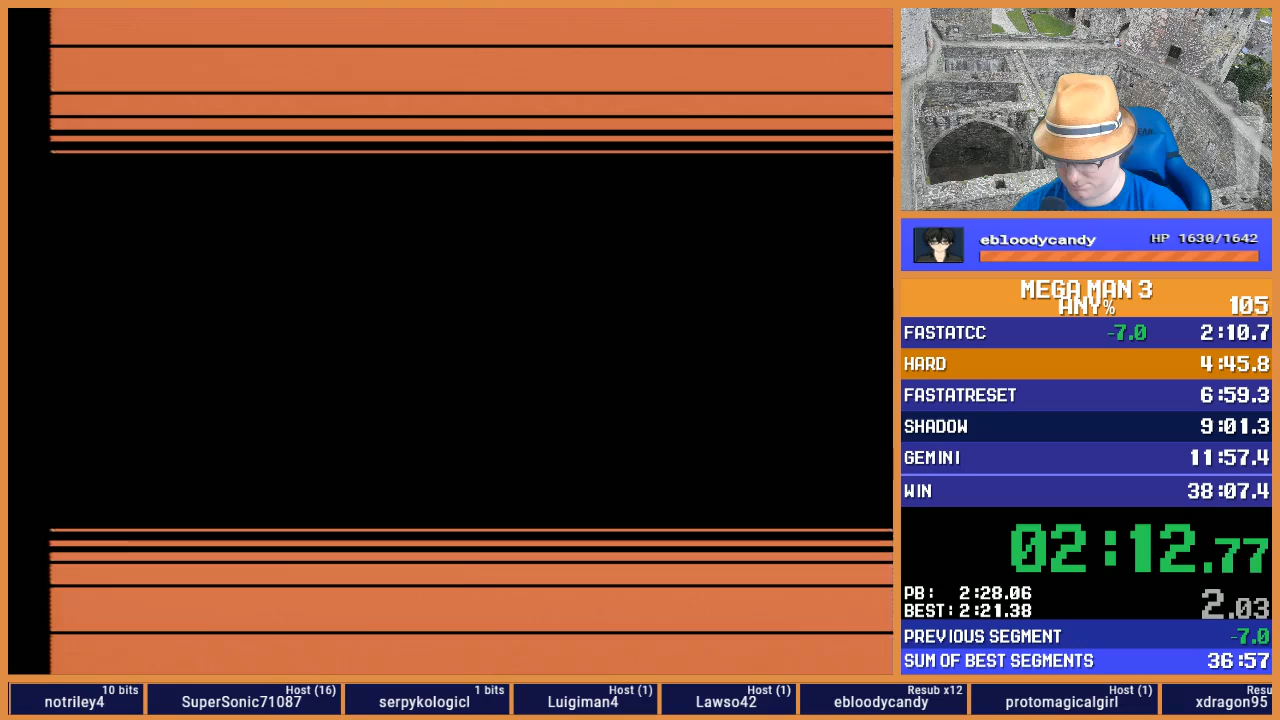 ebloodycandy HP 1630/1642
MEGA MAN 3
ANY% 105
FASTATCC -7.0 2:10.7
HARD 4:45.8
FASTATRESET 6:59.3
SHADOW 9:01.3
GEMINI 11:57.4
WIN 38:07.4
02:12.77
PB: 2:28.06
BEST: 2:21.38 2.03
PREVIOUS SEGMENT -7.0
SUM OF BEST SEGMENTS 36:57
10 bits
notriley4
Host (16)
SuperSonic71087
1 bits
serpykologicl
Host (1)
Luigiman4
Host (1)
Lawso42
Resub x12
ebloodycandy
Host (1)
protomagicalgirl
Resu
xdragon95